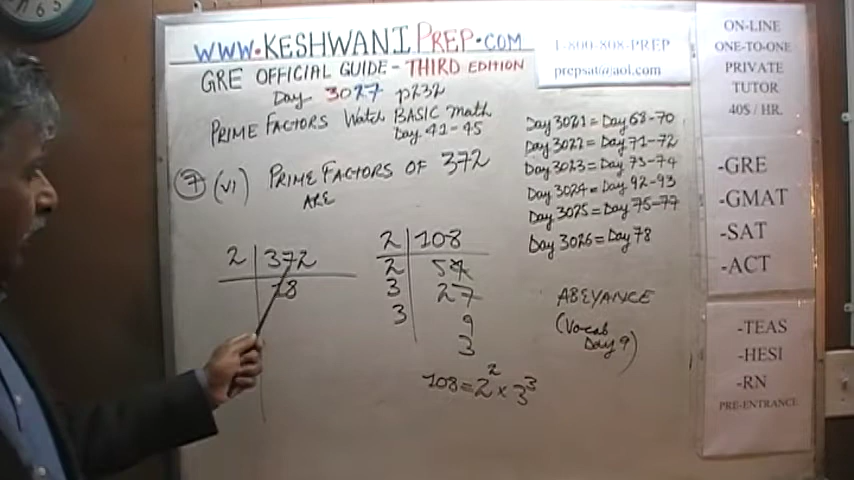 WWW.KESHWANIPREP.COM
GRE OFFICIAL GUIDE - THIRD EDITION
Day 3027 p232
PRIME FACTORS Watch BASIC Math
Day 41-45
7 (VI) PRIME FACTORS OF 372
ARE
2 372
18
2 108
2 54
3 27
3 9
3
108 = 2² × 3³
1-800-808-PREP
prepsat@aol.com
Day 3021 = Day 68-70
Day 3022 = Day 71-72
Day 3023 = Day 73-74
Day 3024 = Day 92-93
Day 3025 = Day 75-77
Day 3026 = Day 78
ABEYANCE
(Vocab
Day 9)
ON-LINE
ONE-TO-ONE
PRIVATE
TUTOR
40$ / HR.
-GRE
-GMAT
-SAT
-ACT
-TEAS
-HESI
-RN
PRE-ENTRANCE